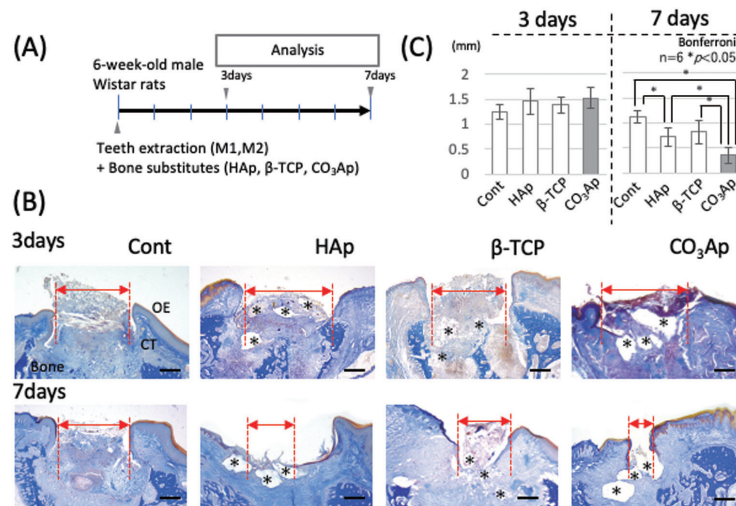 (A)
Analysis
6-week-old male
Wistar rats
3days
7days
Teeth extraction (M1,M2)
+ Bone substitutes (HAp, β-TCP, CO₃Ap)
(C)
3 days
7 days
(mm)
Bonferroni
n=6 *p<0.05
2
1.5
1
0.5
0
*
*
*
*
Cont
HAp
β-TCP
CO₃Ap
Cont
HAp
β-TCP
CO₃Ap
(B)
3days
Cont
HAp
β-TCP
CO₃Ap
OE
CT
Bone
* * *
* * *
* * *
7days
* * *
* * *
* * *